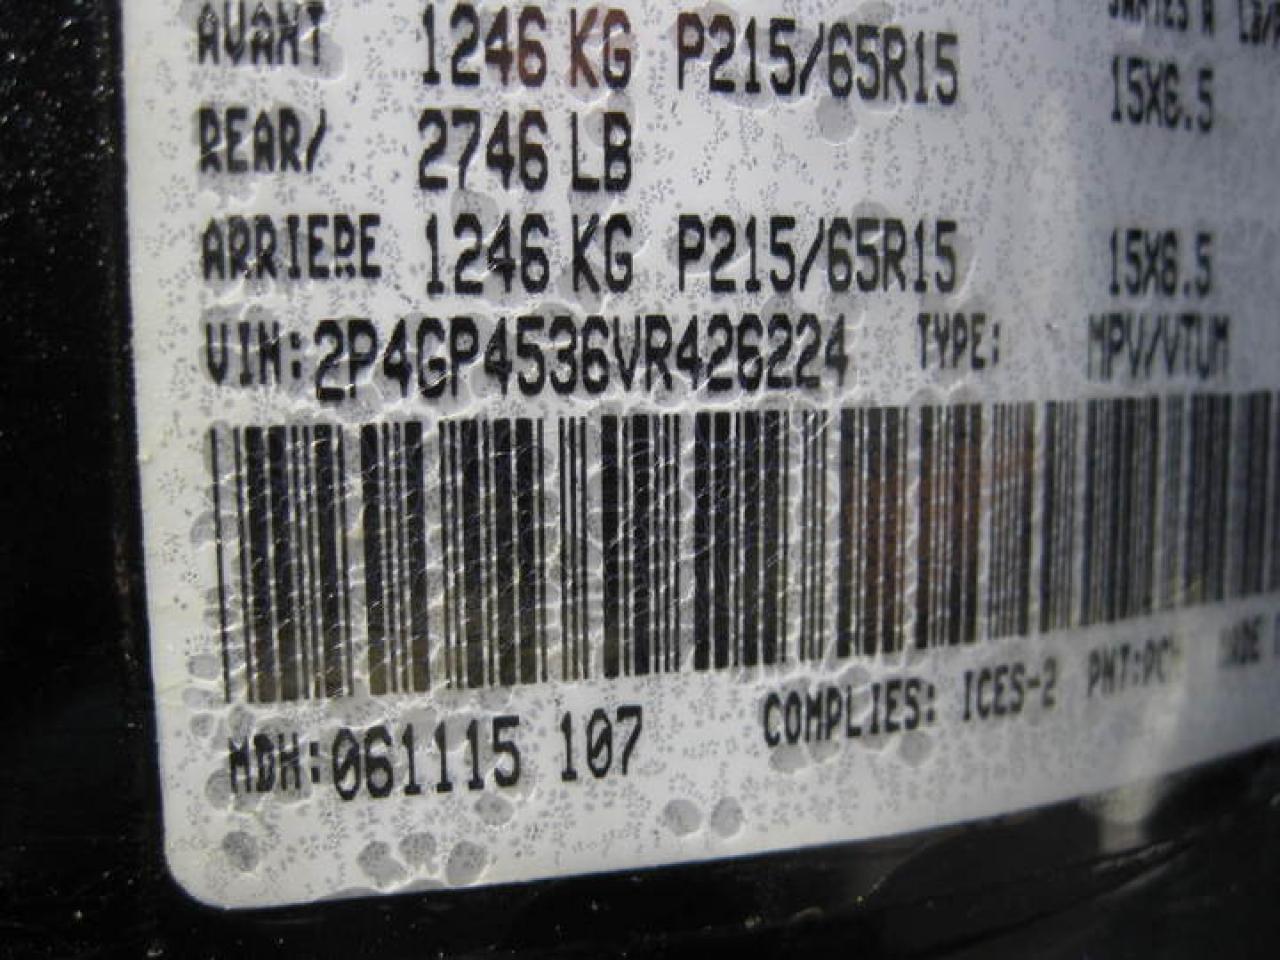 AVANT 1246 KG P215/65R15 15X6.5
REAR/ 2746 LB
ARRIERE 1246 KG P215/65R15 15X6.5
VIN:2P4GP4536VR426224 TYPE: MPV/VTUM
MDH:061115 107 COMPLIES: ICES-2 PNT: